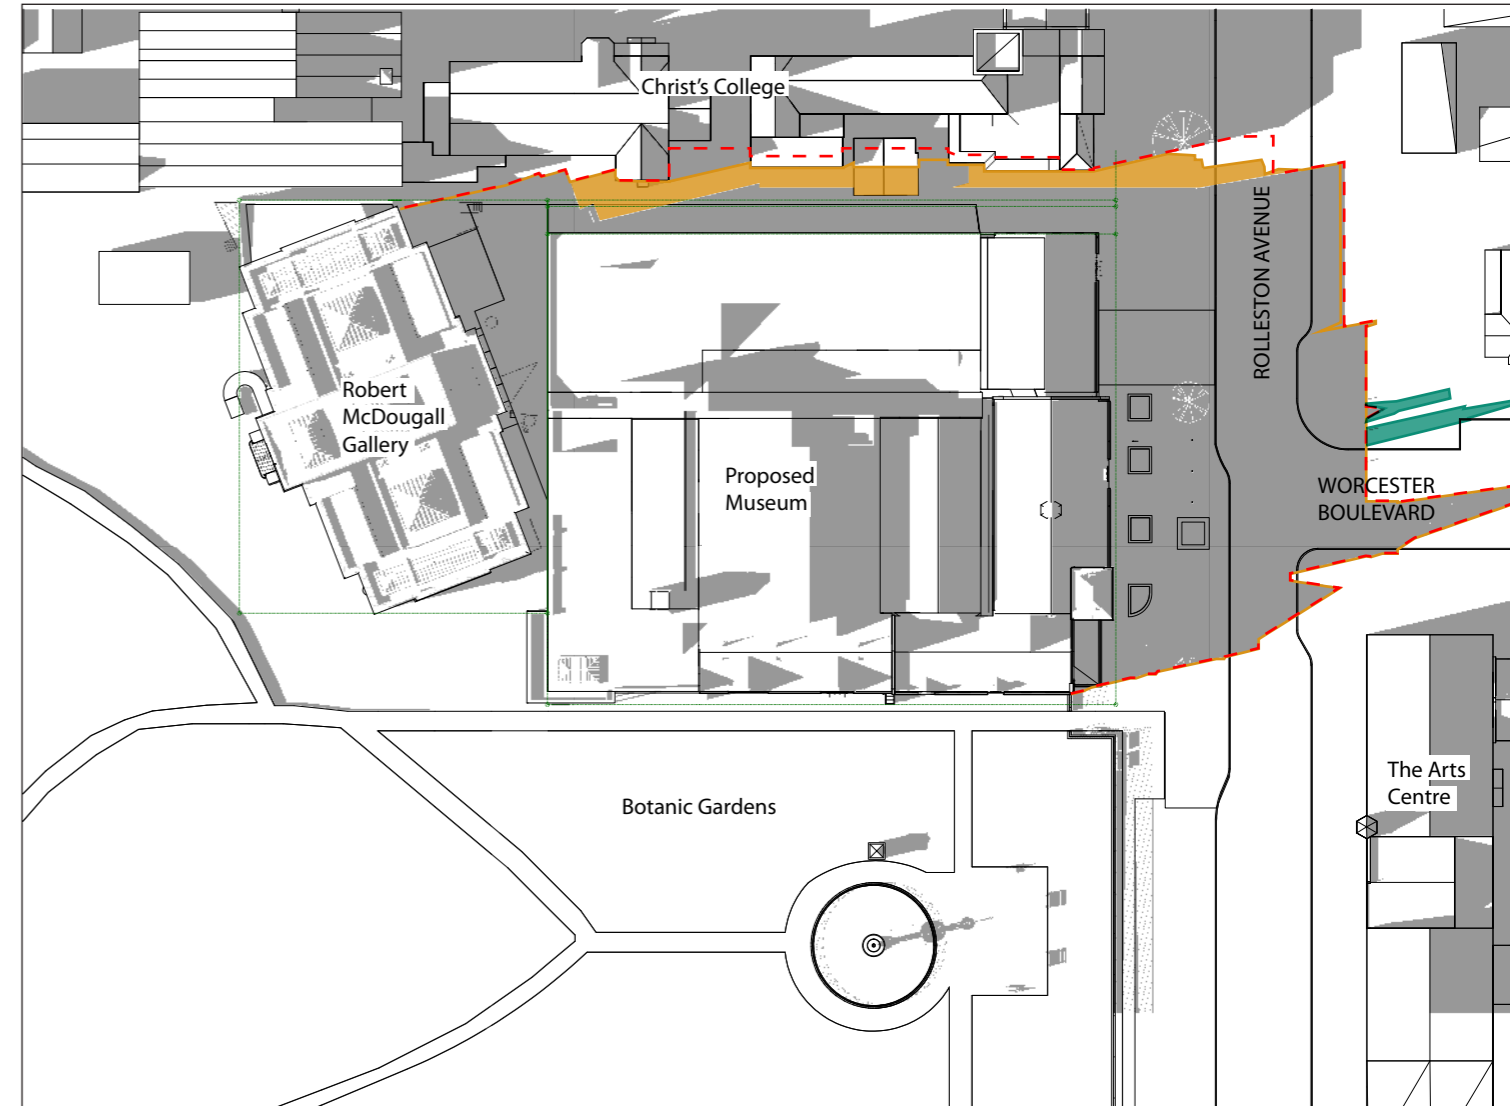 Christ's College
ROLLESTON AVENUE
Robert
McDougall
Gallery
Proposed
Museum
WORCESTER
BOULEVARD
The Arts
Centre
Botanic Gardens